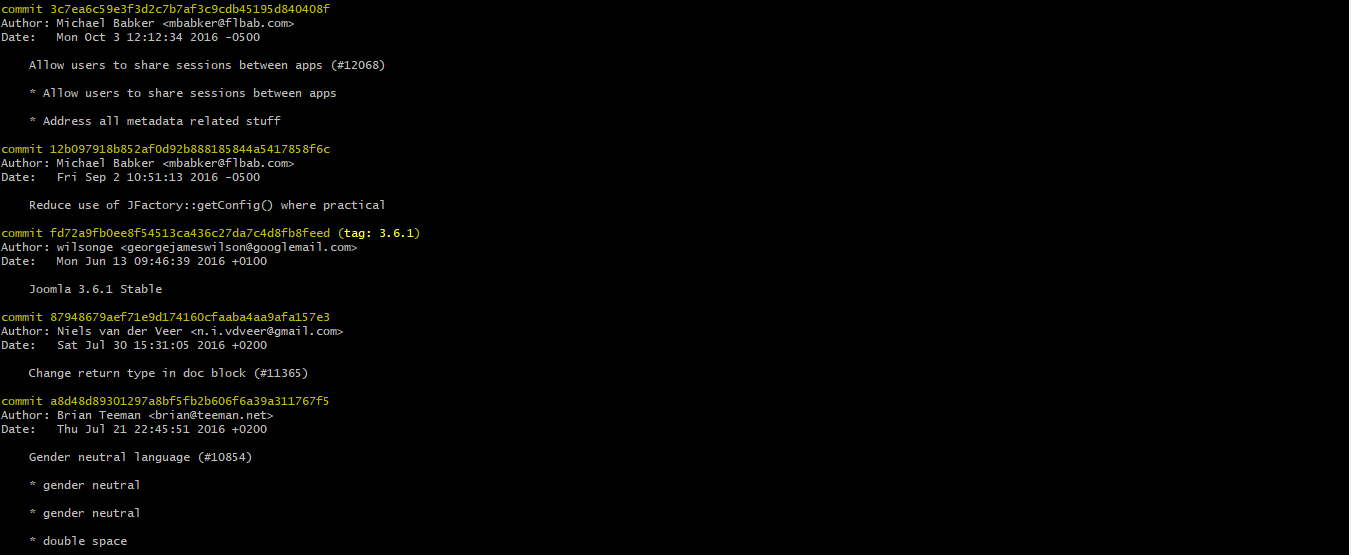 commit 3c7ea6c59e3f3d2c7b7af3c9cdb45195d840408f
Author: Michael Babker <mbabker@flbab.com>
Date:   Mon Oct 3 12:12:34 2016 -0500
Allow users to share sessions between apps (#12068)
* Allow users to share sessions between apps
* Address all metadata related stuff
commit 12b097918b852af0d92b888185844a5417858f6c
Author: Michael Babker <mbabker@flbab.com>
Date:   Fri Sep 2 10:51:13 2016 -0500
Reduce use of JFactory::getConfig() where practical
commit fd72a9fb0ee8f54513ca436c27da7c4d8fb8feed (tag: 3.6.1)
Author: wilsonge <georgejameswilson@googlemail.com>
Date:   Mon Jun 13 09:46:39 2016 +0100
Joomla 3.6.1 Stable
commit 87948679aef71e9d174160cfaaba4aa9afa157e3
Author: Niels van der Veer <n.i.vdveer@gmail.com>
Date:   Sat Jul 30 15:31:05 2016 +0200
Change return type in doc block (#11365)
commit a8d48d89301297a8bf5fb2b606f6a39a311767f5
Author: Brian Teeman <brian@teeman.net>
Date:   Thu Jul 21 22:45:51 2016 +0200
Gender neutral language (#10854)
* gender neutral
* gender neutral
* double space